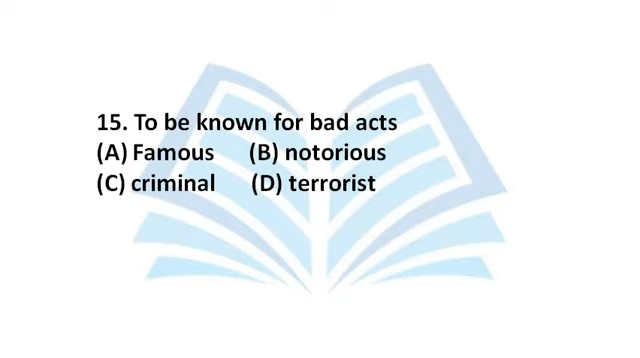 15. To be known for bad acts
(A) Famous (B) notorious
(C) criminal (D) terrorist